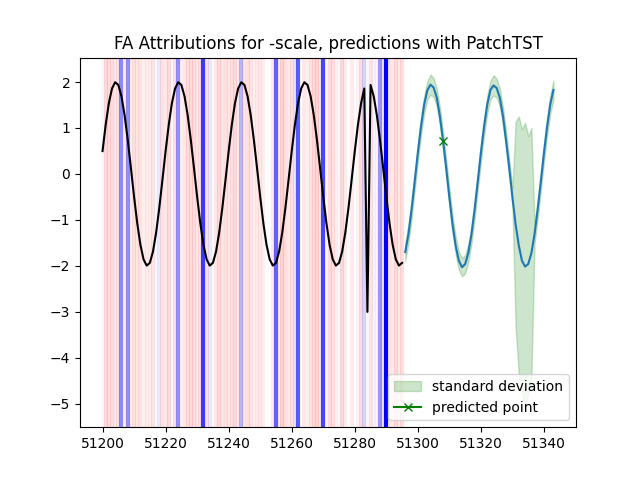 FA Attributions for -scale, predictions with PatchTST
2
1
0
−1
−2
−3
−4
−5
standard deviation
predicted point
51200 51220 51240 51260 51280 51300 51320 51340